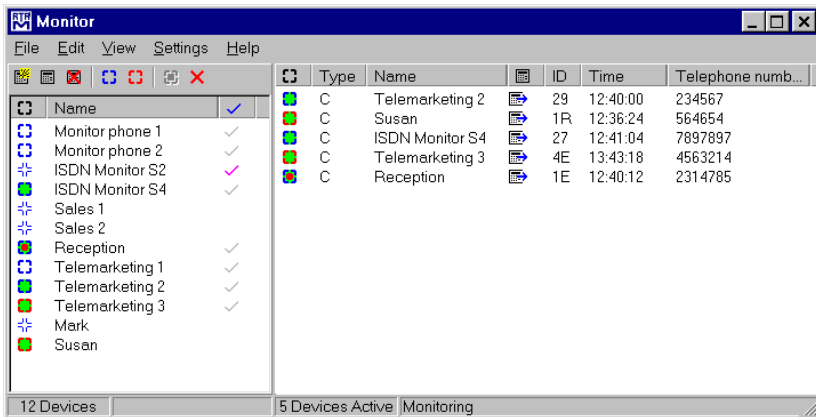 RTR M Monitor
File Edit View Settings Help
Name
Monitor phone 1
Monitor phone 2
ISDN Monitor S2
ISDN Monitor S4
Sales 1
Sales 2
Reception
Telemarketing 1
Telemarketing 2
Telemarketing 3
Mark
Susan
12 Devices
Type Name ID Time Telephone numb...
C Telemarketing 2 29 12:40:00 234567
C Susan 1R 12:36:24 564654
C ISDN Monitor S4 27 12:41:04 7897897
C Telemarketing 3 4E 13:43:18 4563214
C Reception 1E 12:40:12 2314785
5 Devices Active Monitoring